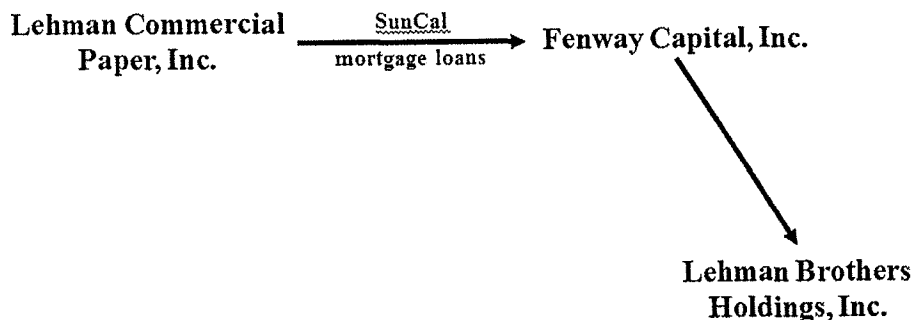 Lehman Commercial
Paper, Inc.
SunCal
mortgage loans
Fenway Capital, Inc.
Lehman Brothers
Holdings, Inc.